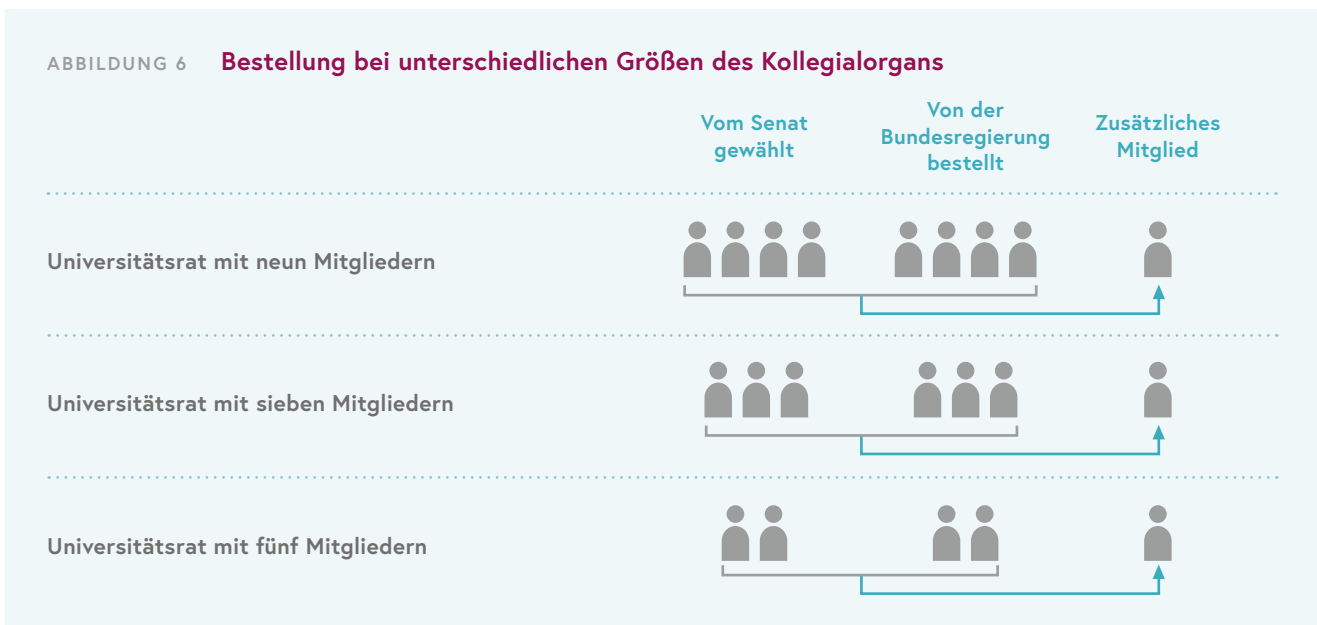 ABBILDUNG 6 Bestellung bei unterschiedlichen Größen des Kollegialorgans
Vom Senat
gewählt
Von der
Bundesregierung
bestellt
Zusätzliches
Mitglied
Universitätsrat mit neun Mitgliedern
Universitätsrat mit sieben Mitgliedern
Universitätsrat mit fünf Mitgliedern